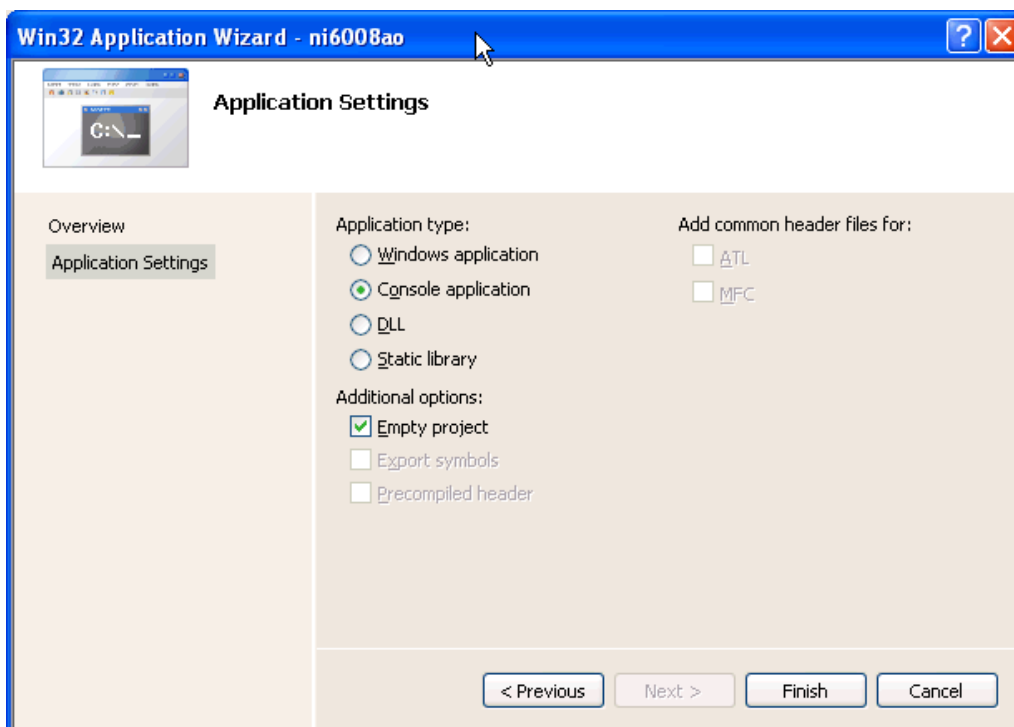 Win32 Application Wizard - ni6008ao
Application Settings
C:\_
Overview
Application Settings
Application type:
Windows application
Console application
DLL
Static library
Additional options:
Empty project
Export symbols
Precompiled header
Add common header files for:
ATL
MFC
< Previous
Next >
Finish
Cancel